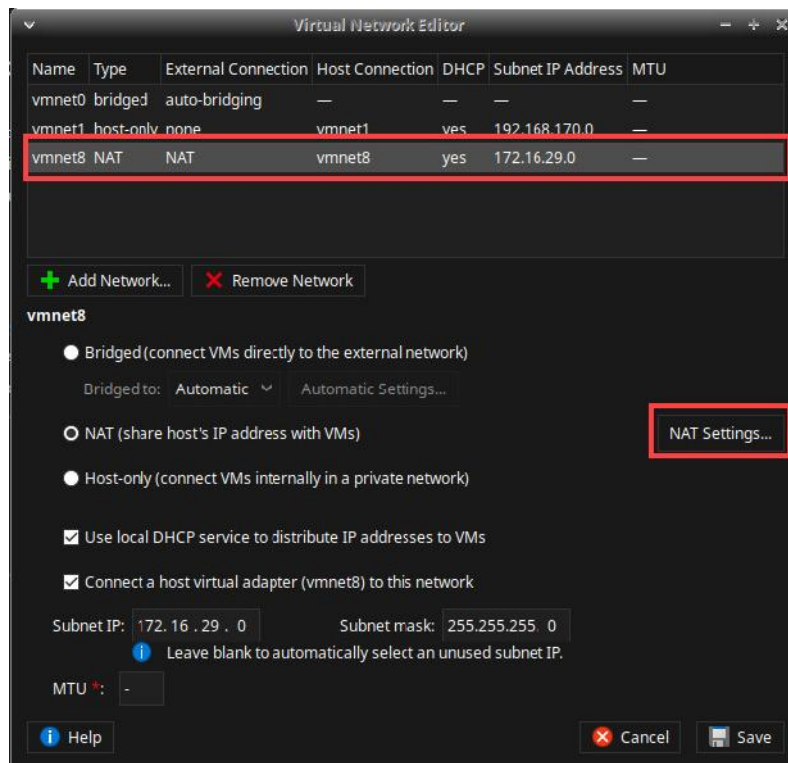 Virtual Network Editor
Name Type External Connection Host Connection DHCP Subnet IP Address MTU
vmnet0 bridged auto-bridging — — — —
vmnet1 host-only none vmnet1 yes 192.168.170.0 —
vmnet8 NAT NAT vmnet8 yes 172.16.29.0 —
Add Network... Remove Network
vmnet8
Bridged (connect VMs directly to the external network)
Bridged to: Automatic Automatic Settings...
NAT (share host's IP address with VMs) NAT Settings...
Host-only (connect VMs internally in a private network)
Use local DHCP service to distribute IP addresses to VMs
Connect a host virtual adapter (vmnet8) to this network
Subnet IP: 172. 16 . 29 . 0 Subnet mask: 255.255.255. 0
Leave blank to automatically select an unused subnet IP.
MTU *: -
Help Cancel Save